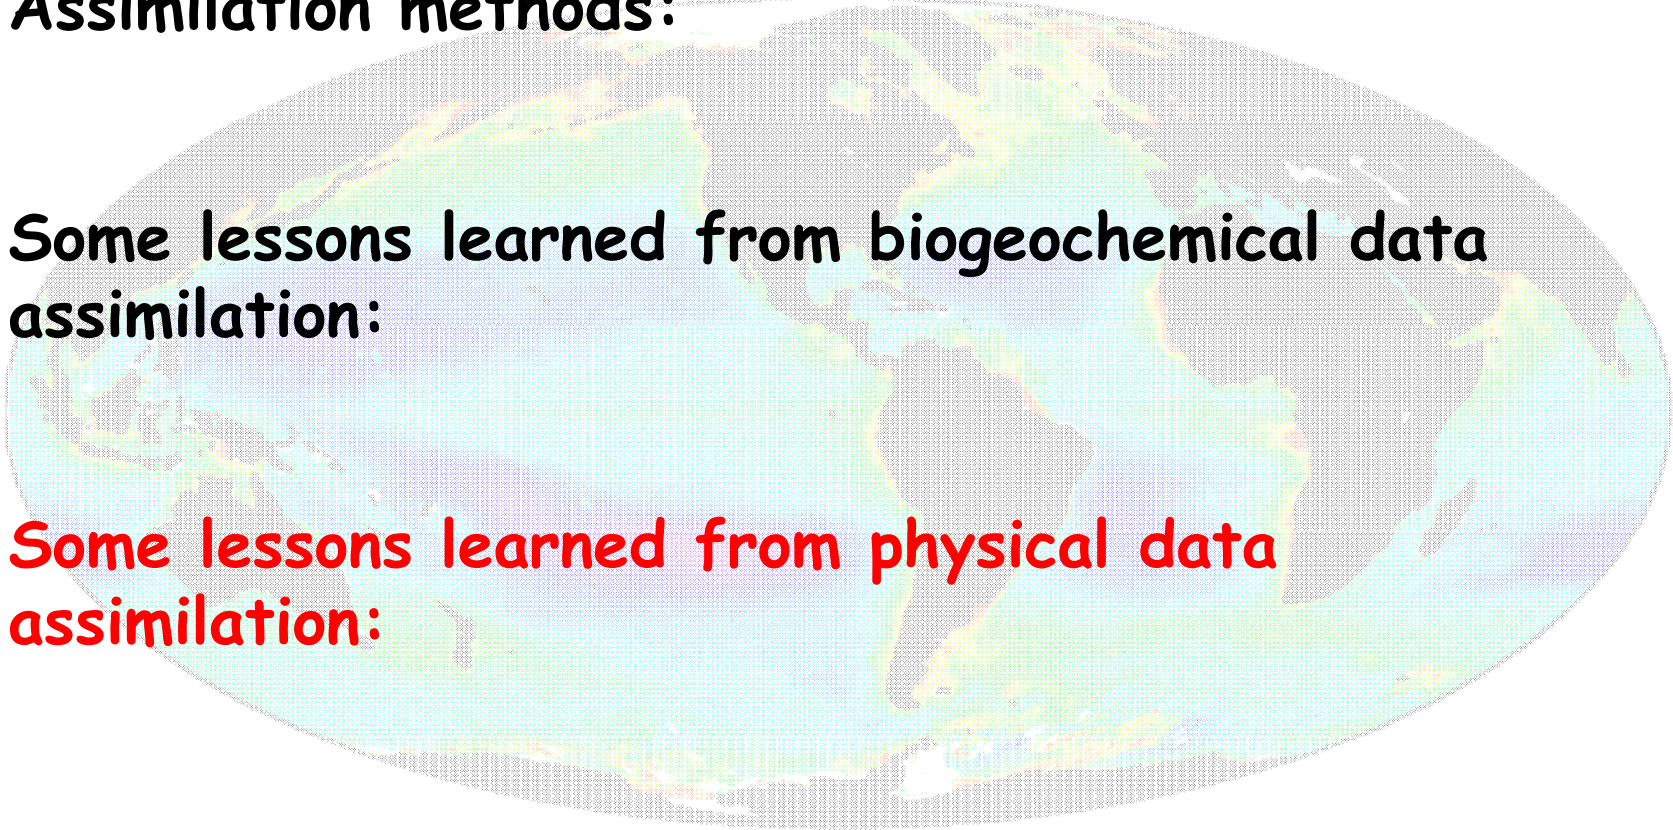 Assimilation methods:
Some lessons learned from biogeochemical data
assimilation:
Some lessons learned from physical data
assimilation: